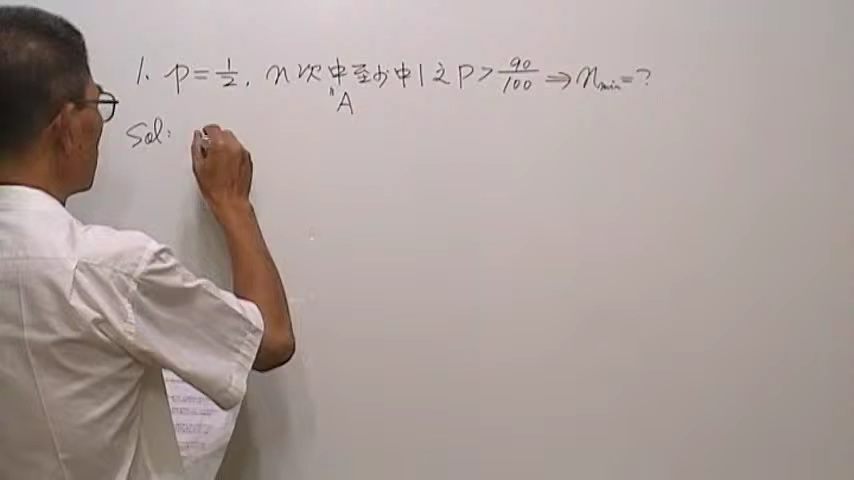 1. p=1/2, n次中至少中1之P>90/100⇒n_min=?
"A
Sol: